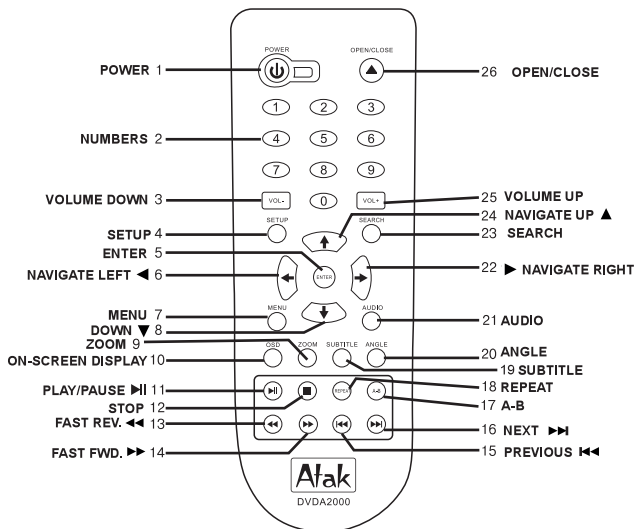 POWER OPEN/CLOSE
POWER 1
26 OPEN/CLOSE
1 2 3
NUMBERS 2
4 5 6
7 8 9
VOLUME DOWN 3
VOL- 0 VOL+
25 VOLUME UP
24 NAVIGATE UP ▲
SETUP SEARCH
SETUP 4
23 SEARCH
ENTER 5
NAVIGATE LEFT ◀ 6
ENTER
22 ▶ NAVIGATE RIGHT
MENU AUDIO
MENU 7
21 AUDIO
DOWN ▼ 8
ZOOM 9
OSD ZOOM SUBTITLE ANGLE
ON-SCREEN DISPLAY 10
20 ANGLE
19 SUBTITLE
PLAY/PAUSE ▶II 11
REPEAT A-B
18 REPEAT
STOP 12
17 A-B
FAST REV. ◀◀ 13
16 NEXT ▶▶I
FAST FWD. ▶▶ 14
15 PREVIOUS I◀◀
Atak
DVDA2000